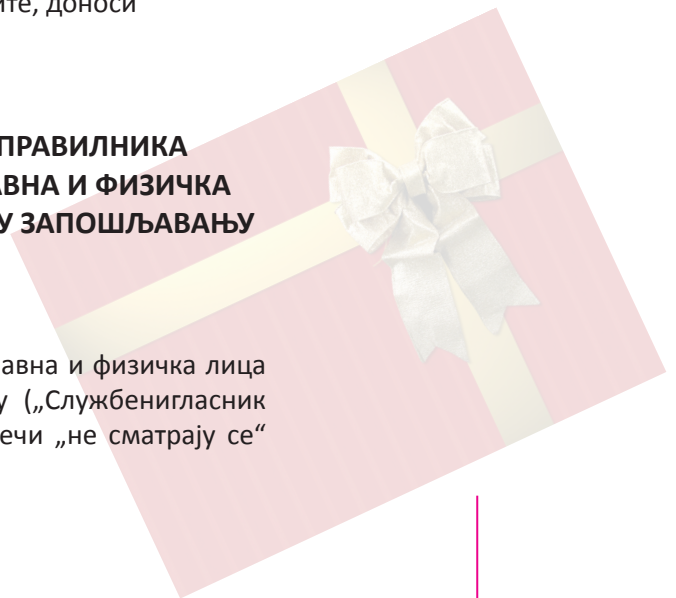 ите, доноси
ПРАВИЛНИКА
АВНА И ФИЗИЧКА
У ЗАПОШЉАВАЊУ
авна и физичка лица
у („Службенигласник
ечи „не сматрају се“